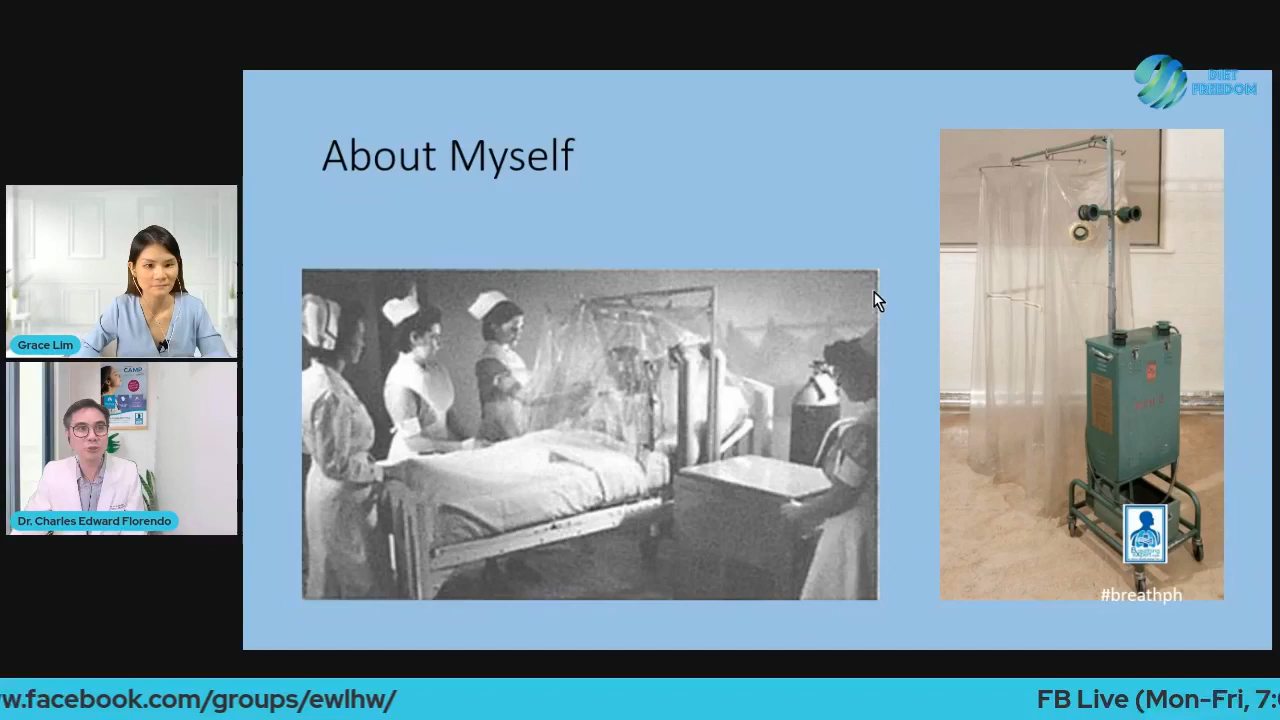 DIET
FREEDOM
About Myself
Grace Lim
CAMP
Dr. Charles Edward Florendo
#breathph
w.facebook.com/groups/ewlhw/
FB Live (Mon-Fri, 7: